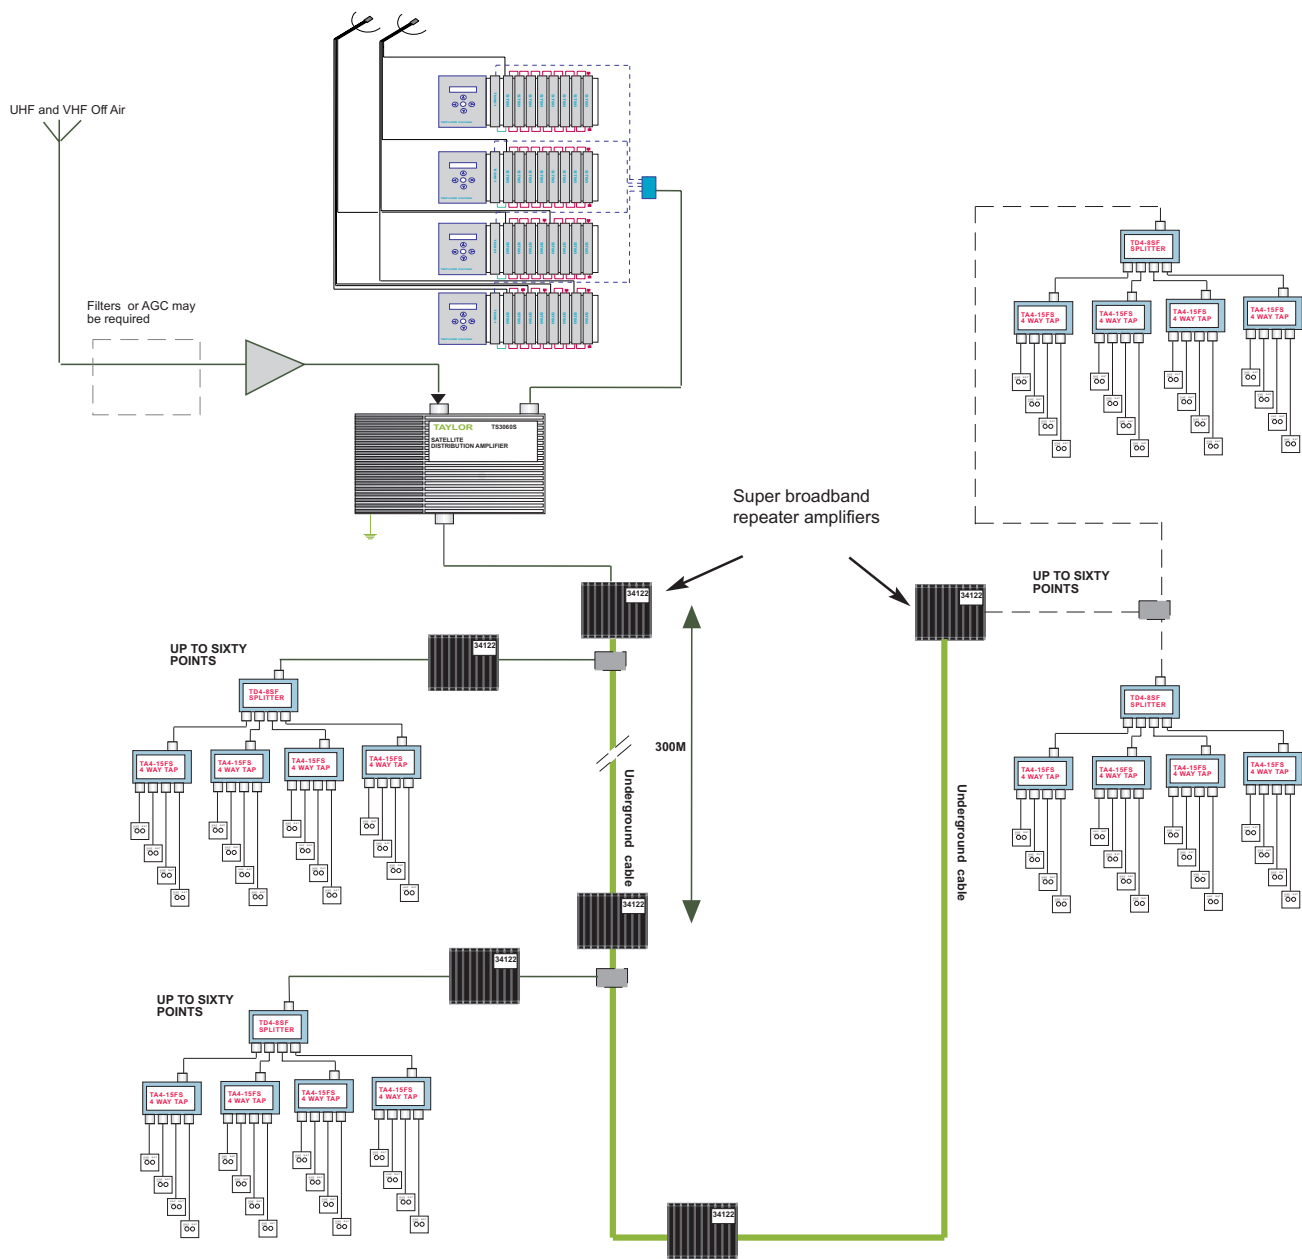 UHF and VHF Off Air
Filters or AGC may
be required
TAYLOR TS3060S
SATELLITE
DISTRIBUTION AMPLIFIER
Super broadband
repeater amplifiers
34122
34122
UP TO SIXTY
POINTS
34122
UP TO SIXTY
POINTS
TD4-8SF
SPLITTER
TA4-15FS
4 WAY TAP
TA4-15FS
4 WAY TAP
TA4-15FS
4 WAY TAP
TA4-15FS
4 WAY TAP
300M
Underground cable
34122
34122
UP TO SIXTY
POINTS
TD4-8SF
SPLITTER
TA4-15FS
4 WAY TAP
TA4-15FS
4 WAY TAP
TA4-15FS
4 WAY TAP
TA4-15FS
4 WAY TAP
34122
Underground cable
TD4-8SF
SPLITTER
TA4-15FS
4 WAY TAP
TA4-15FS
4 WAY TAP
TA4-15FS
4 WAY TAP
TA4-15FS
4 WAY TAP
TD4-8SF
SPLITTER
TA4-15FS
4 WAY TAP
TA4-15FS
4 WAY TAP
TA4-15FS
4 WAY TAP
TA4-15FS
4 WAY TAP